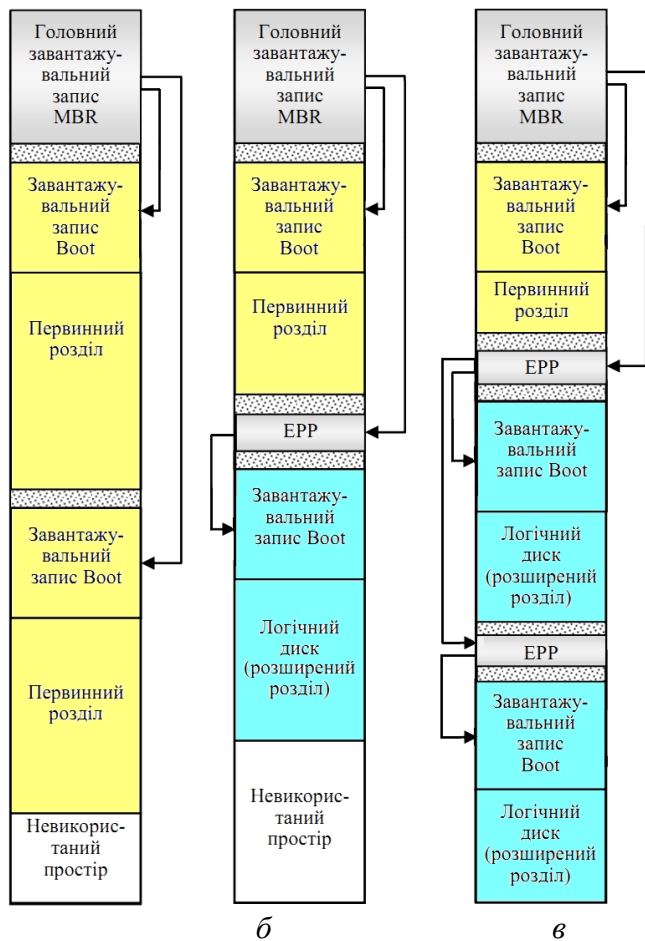 Головний
завантажу-
вальний
запис
MBR
Завантажу-
вальний
запис
Boot
Первинний
розділ
Завантажу-
вальний
запис Boot
Первинний
розділ
Невикорис-
таний
простір
Головний
завантажу-
вальний
запис
MBR
Завантажу-
вальний
запис
Boot
Первинний
розділ
EPP
Завантажу-
вальний
запис Boot
Логічний
диск
(розширений
розділ)
Невикорис-
таний
простір
б
Головний
завантажу-
вальний
запис
MBR
Завантажу-
вальний
запис
Boot
Первинний
розділ
EPP
Завантажу-
вальний
запис Boot
Логічний
диск
(розширений
розділ)
EPP
Завантажу-
вальний
запис
Boot
Логічний
диск
(розширений
розділ)
в